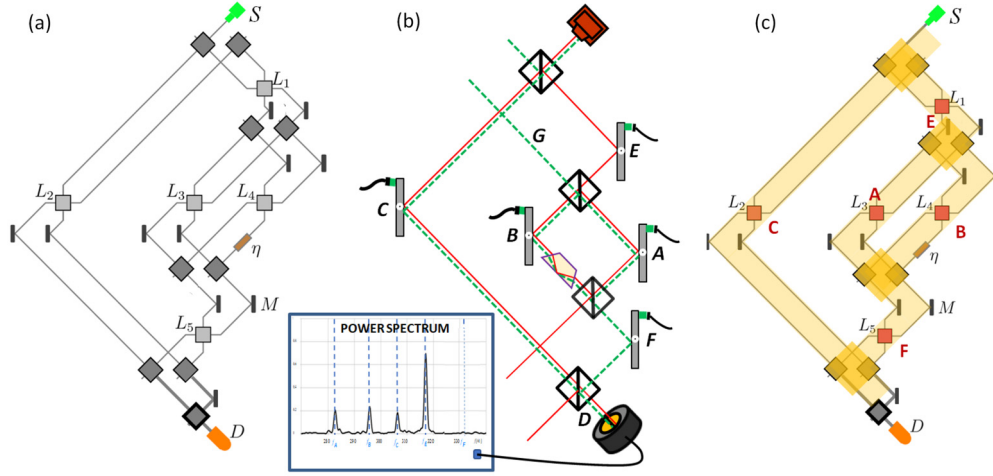 (a)
S
L1
L2
L3
L4
η
M
L5
D
(b)
G
E
C
B
A
F
D
POWER SPECTRUM
(c)
S
L1
E
L2
C
A
L3
L4
B
η
M
L5
F
D